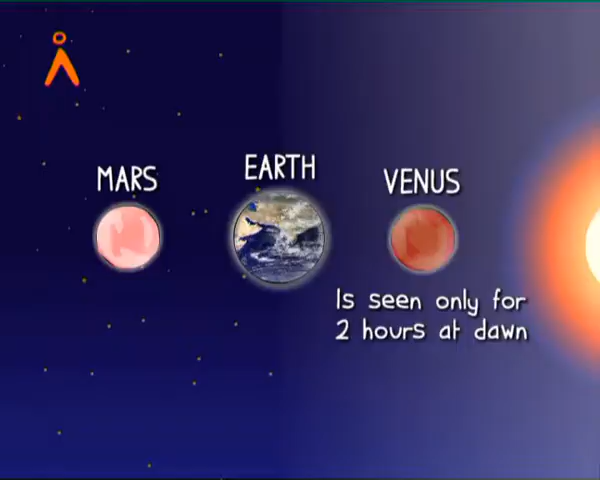 MARS
EARTH
VENUS
Is seen only for
2 hours at dawn